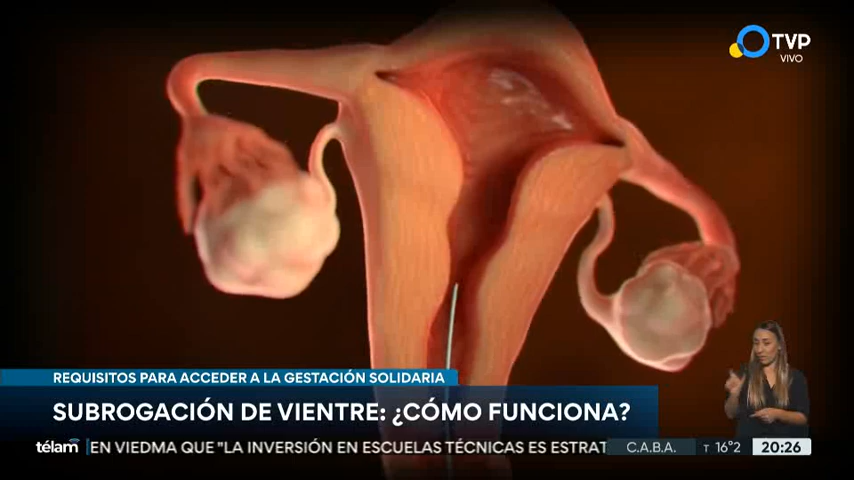 TVP
VIVO
REQUISITOS PARA ACCEDER A LA GESTACIÓN SOLIDARIA
SUBROGACIÓN DE VIENTRE: ¿CÓMO FUNCIONA?
télam EN VIEDMA QUE "LA INVERSIÓN EN ESCUELAS TÉCNICAS ES ESTRAT C.A.B.A. T 16°2 20:26